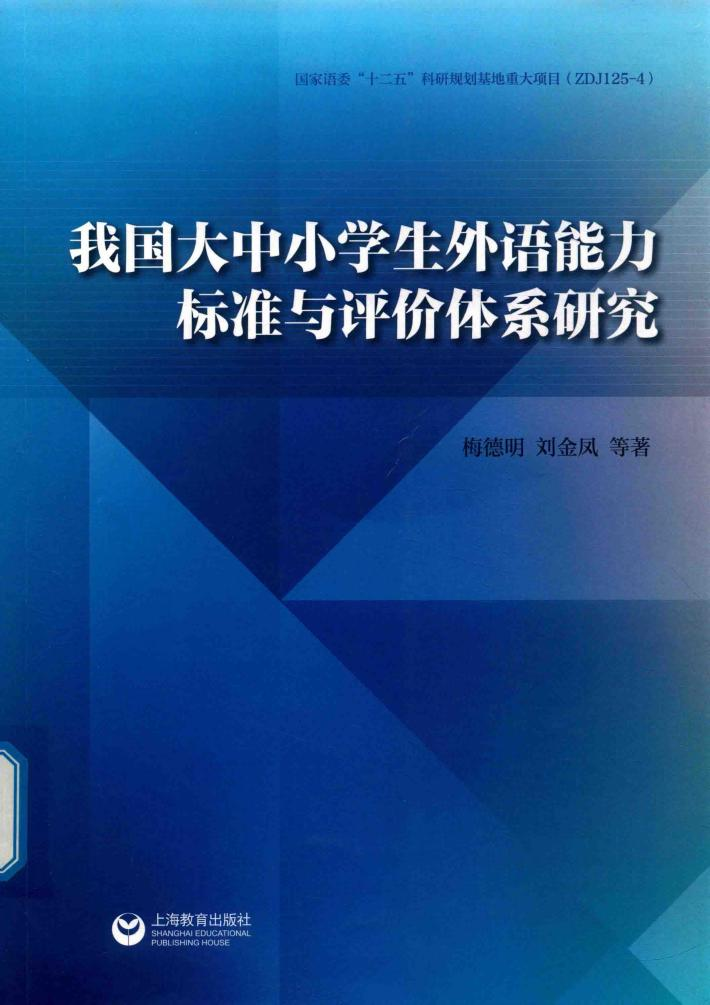 国家语委“十二五”科研规划基地重大项目（ZDJ125-4）
我国大中小学生外语能力
标准与评价体系研究
梅德明 刘金凤 等著
上海教育出版社
SHANGHAI EDUCATIONAL
PUBLISHING HOUSE